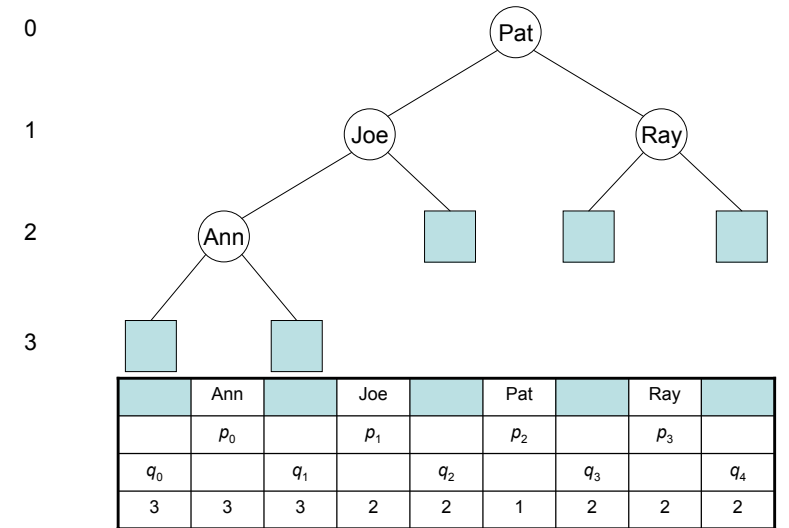 0
Pat
1
Joe
Ray
2
Ann
3
Ann Joe Pat Ray
p0 p1 p2 p3
q0 q1 q2 q3 q4
3 3 3 2 2 1 2 2 2